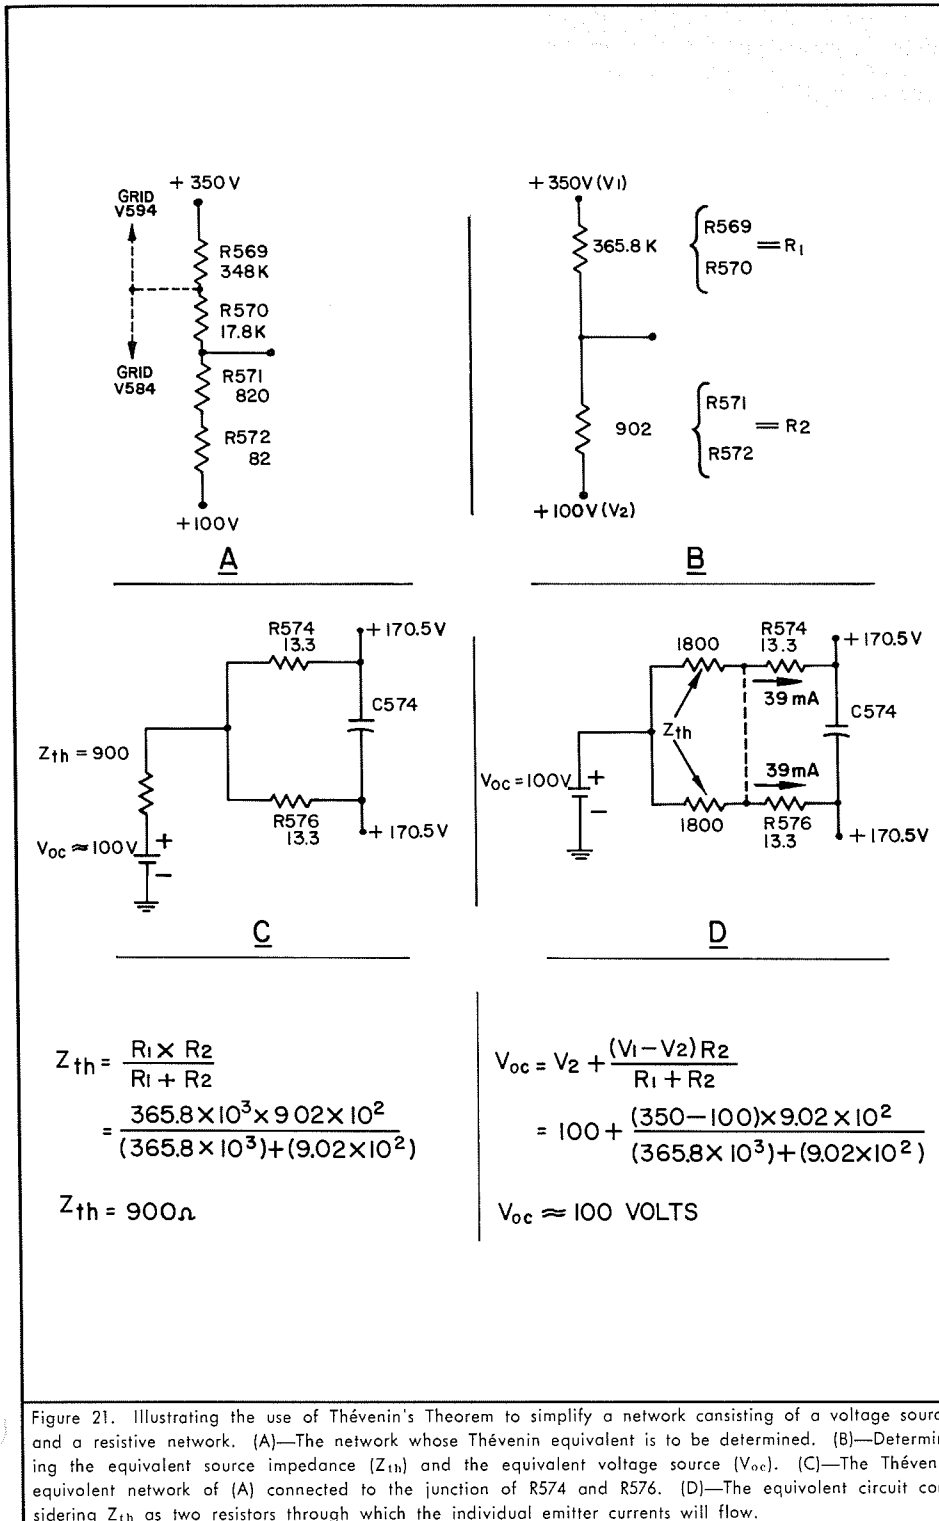 + 350 V
GRID
V594
R569
348K
R570
17.8K
GRID
V584
R571
820
R572
82
+100V
A
+350V (V1)
365.8 K
R569
R570
= R1
902
R571
R572
= R2
+100V (V2)
B
R574
13.3
+170.5V
C574
Zth = 900
R576
13.3
+170.5V
Voc ≈ 100V
+
−
C
1800
R574
13.3
+170.5V
39 mA
C574
Zth
Voc = 100V
+
−
39mA
1800
R576
13.3
+170.5V
D
Zth = R1 × R2 / R1 + R2
= 365.8 × 10³ × 9 02 × 10² / (365.8 × 10³) + (9.02 × 10²)
Zth = 900Ω
Voc = V2 + (V1 − V2) R2 / R1 + R2
= 100 + (350 − 100) × 9.02 × 10² / (365.8 × 10³) + (9.02 × 10²)
Voc ≈ 100 VOLTS
Figure 21. Illustrating the use of Thévenin's Theorem to simplify a network cansisting of a voltage sourc
and a resistive network. (A)—The network whose Thévenin equivalent is to be determined. (B)—Determin
ing the equivalent source impedance (Zth) and the equivalent voltage source (Voc). (C)—The Théven
equivalent network of (A) connected to the junction of R574 and R576. (D)—The equivolent circuit con
sidering Zth as two resistors through which the individual emitter currents will flow.